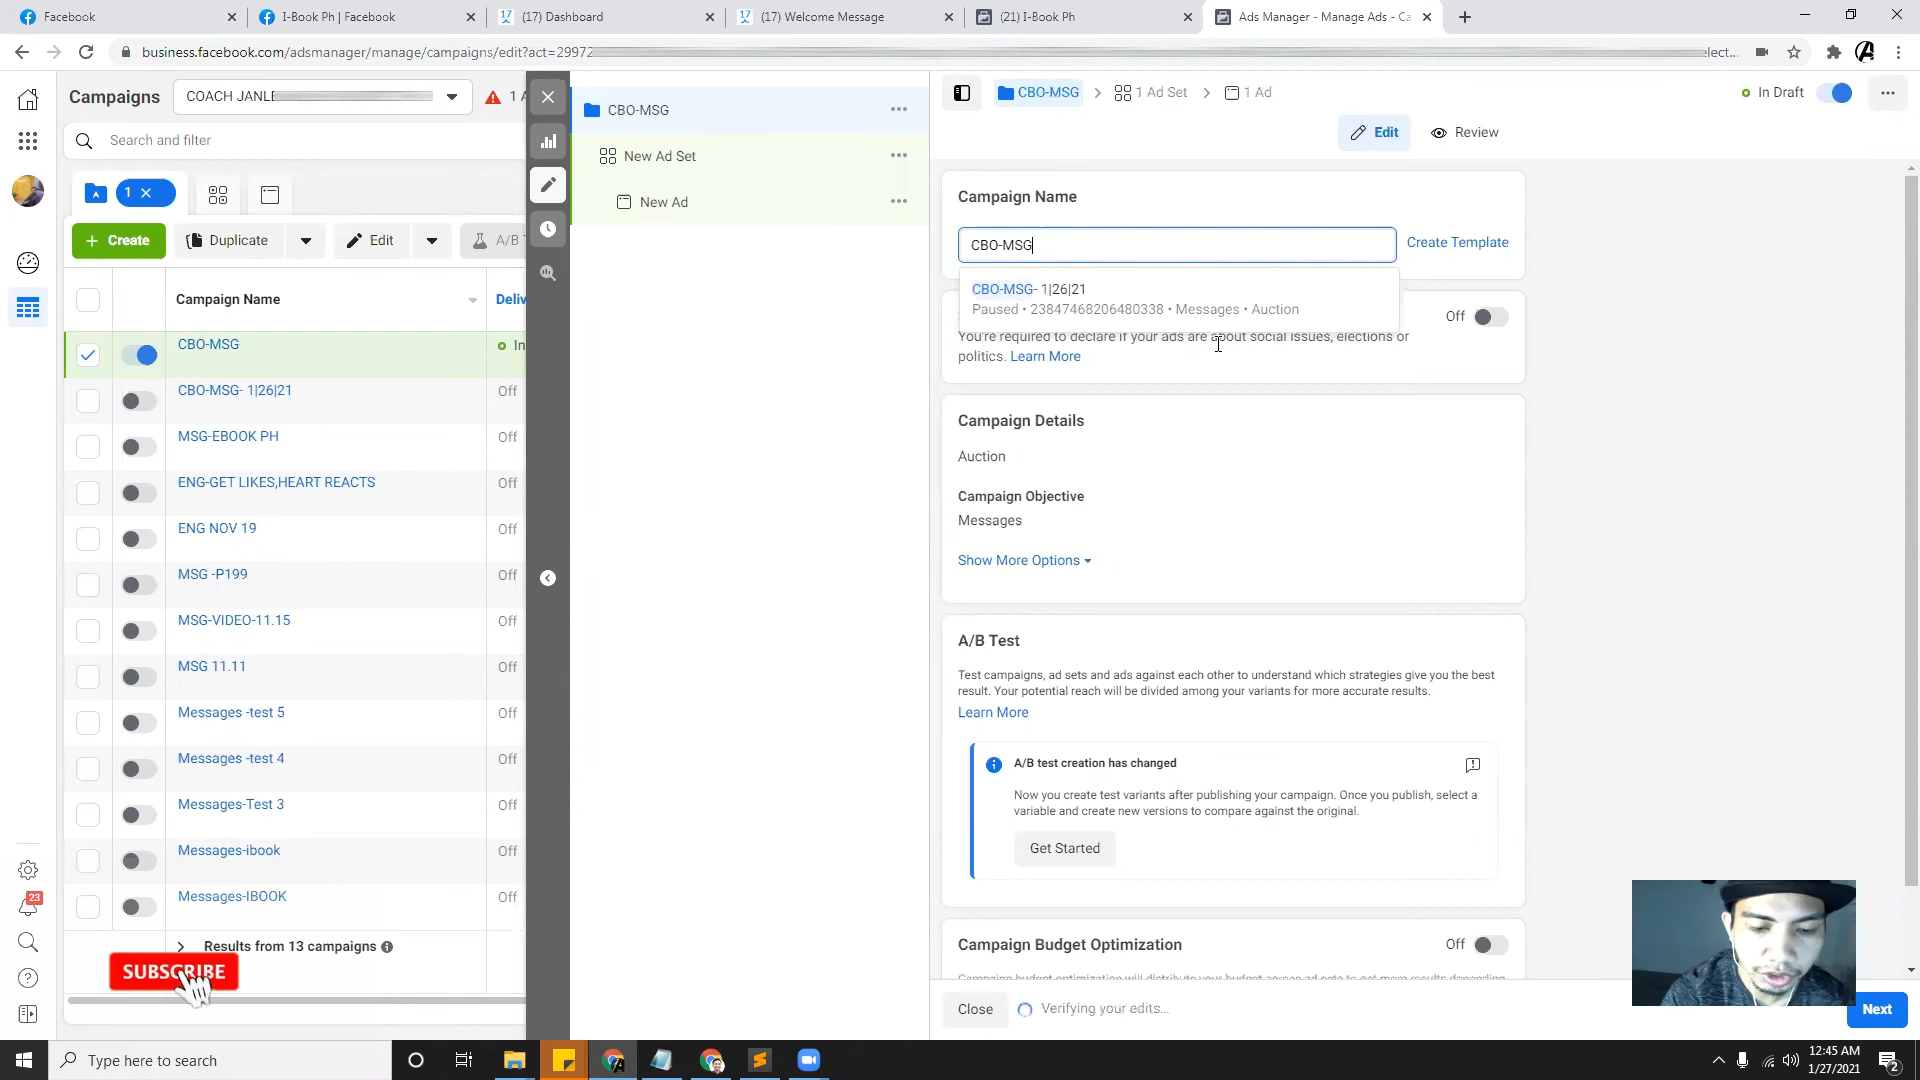 Facebook
I-Book Ph | Facebook
(17) Dashboard
(17) Welcome Message
(21) I-Book Ph
Ads Manager - Manage Ads - Ca
business.facebook.com/adsmanager/manage/campaigns/edit?act=29972
lect...
Campaigns
COACH JANL
1 A
Search and filter
1
Create
Duplicate
Edit
A/B T
Campaign Name
Deliv
CBO-MSG
In
CBO-MSG- 1|26|21
Off
MSG-EBOOK PH
Off
ENG-GET LIKES,HEART REACTS
Off
ENG NOV 19
Off
MSG -P199
Off
MSG-VIDEO-11.15
Off
MSG 11.11
Off
Messages -test 5
Off
Messages -test 4
Off
Messages-Test 3
Off
Messages-ibook
Off
Messages-IBOOK
Off
Results from 13 campaigns
SUBSCRIBE
23
CBO-MSG
New Ad Set
New Ad
CBO-MSG
1 Ad Set
1 Ad
In Draft
Edit
Review
Campaign Name
CBO-MSG
Create Template
CBO-MSG- 1|26|21
Paused • 23847468206480338 • Messages • Auction
Off
You're required to declare if your ads are about social issues, elections or
politics. Learn More
Campaign Details
Auction
Campaign Objective
Messages
Show More Options
A/B Test
Test campaigns, ad sets and ads against each other to understand which strategies give you the best
result. Your potential reach will be divided among your variants for more accurate results.
Learn More
A/B test creation has changed
Now you create test variants after publishing your campaign. Once you publish, select a
variable and create new versions to compare against the original.
Get Started
Campaign Budget Optimization
Off
Campaign budget optimization will distribute your budget across ad sets to get more results depending
Close
Verifying your edits...
Next
Type here to search
12:45 AM
1/27/2021
2